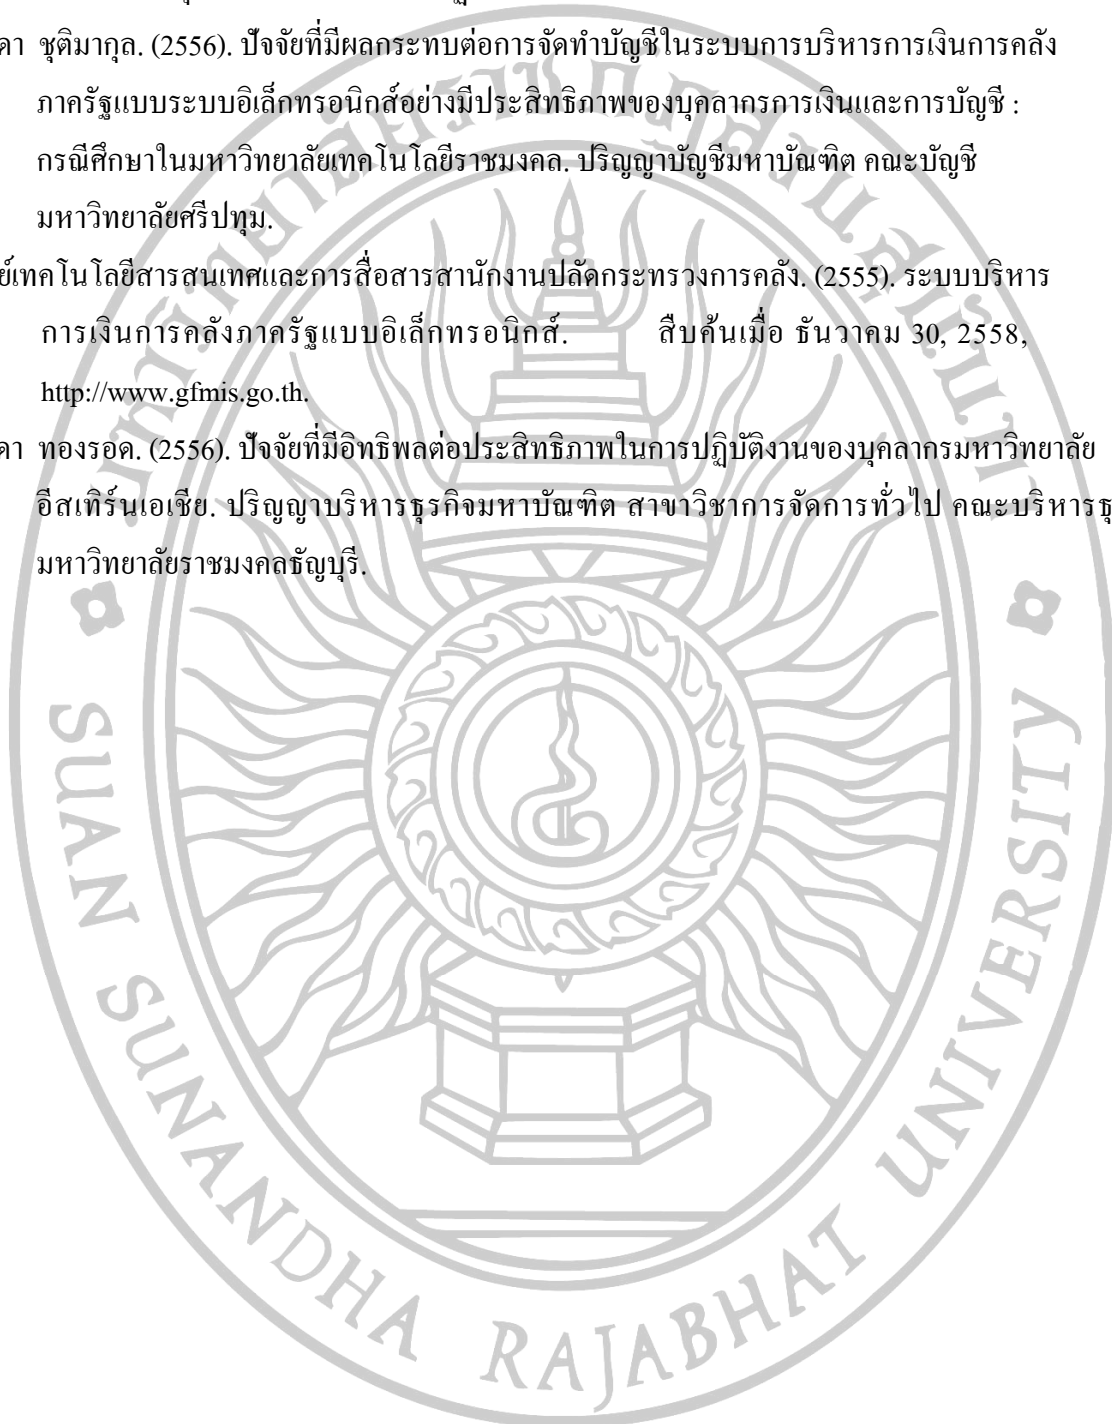 ดา ชุติมากุล. (2556). ปัจจัยที่มีผลกระทบต่อการจัดทำบัญชีในระบบการบริหารการเงินการคลัง
ภาครัฐแบบระบบอิเล็กทรอนิกส์อย่างมีประสิทธิภาพของบุคลากรการเงินและการบัญชี :
กรณีศึกษาในมหาวิทยาลัยเทคโนโลยีราชมงคล. ปริญญาบัญชีมหาบัณฑิต คณะบัญชี
มหาวิทยาลัยศรีปทุม.
ย์เทคโนโลยีสารสนเทศและการสื่อสารสานักงานปลัดกระทรวงการคลัง. (2555). ระบบบริหาร
การเงินการคลังภาครัฐแบบอิเล็กทรอนิกส์. สืบค้นเมื่อ ธันวาคม 30, 2558,
http://www.gfmis.go.th.
ดา ทองรอด. (2556). ปัจจัยที่มีอิทธิพลต่อประสิทธิภาพในการปฏิบัติงานของบุคลากรมหาวิทยาลัย
อีสเทิร์นเอเชีย. ปริญญาบริหารธุรกิจมหาบัณฑิต สาขาวิชาการจัดการทั่วไป คณะบริหารธุ
มหาวิทยาลัยราชมงคลธัญบุรี.
มหาวิทยาลัยราชภัฏสวนสุนันทา
SUAN SUNANDHA RAJABHAT UNIVERSITY